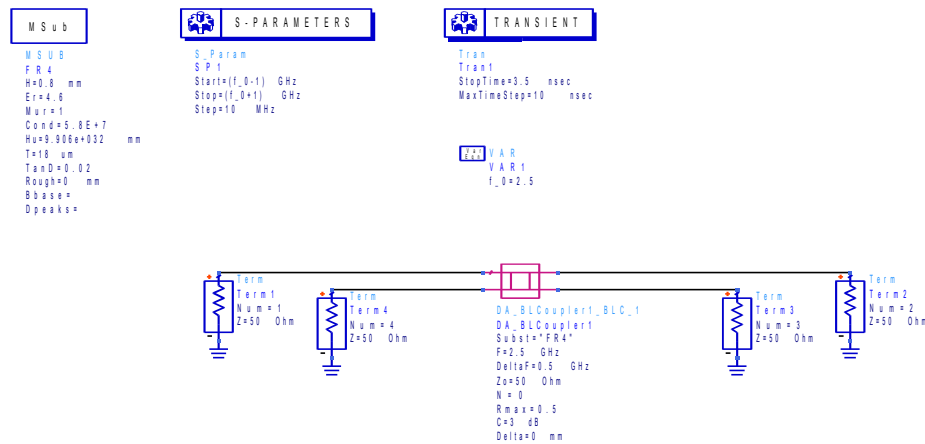 MSub
MSUB
FR4
H=0.8 mm
Er=4.6
Mur=1
Cond=5.8E+7
Hu=9.906e+032 mm
T=18 um
TanD=0.02
Rough=0 mm
Bbase=
Dpeaks=
S-PARAMETERS
S_Param
SP1
Start=(f_0-1) GHz
Stop=(f_0+1) GHz
Step=10 MHz
TRANSIENT
Tran
Tran1
StopTime=3.5 nsec
MaxTimeStep=10 nsec
Var
Eqn
VAR
VAR1
f_0=2.5
Term
Term1
Num=1
Z=50 Ohm
Term
Term4
Num=4
Z=50 Ohm
DA_BLCoupler1_BLC_1
DA_BLCoupler1
Subst="FR4"
F=2.5 GHz
DeltaF=0.5 GHz
Zo=50 Ohm
N=0
Rmax=0.5
C=3 dB
Delta=0 mm
Term
Term3
Num=3
Z=50 Ohm
Term
Term2
Num=2
Z=50 Ohm